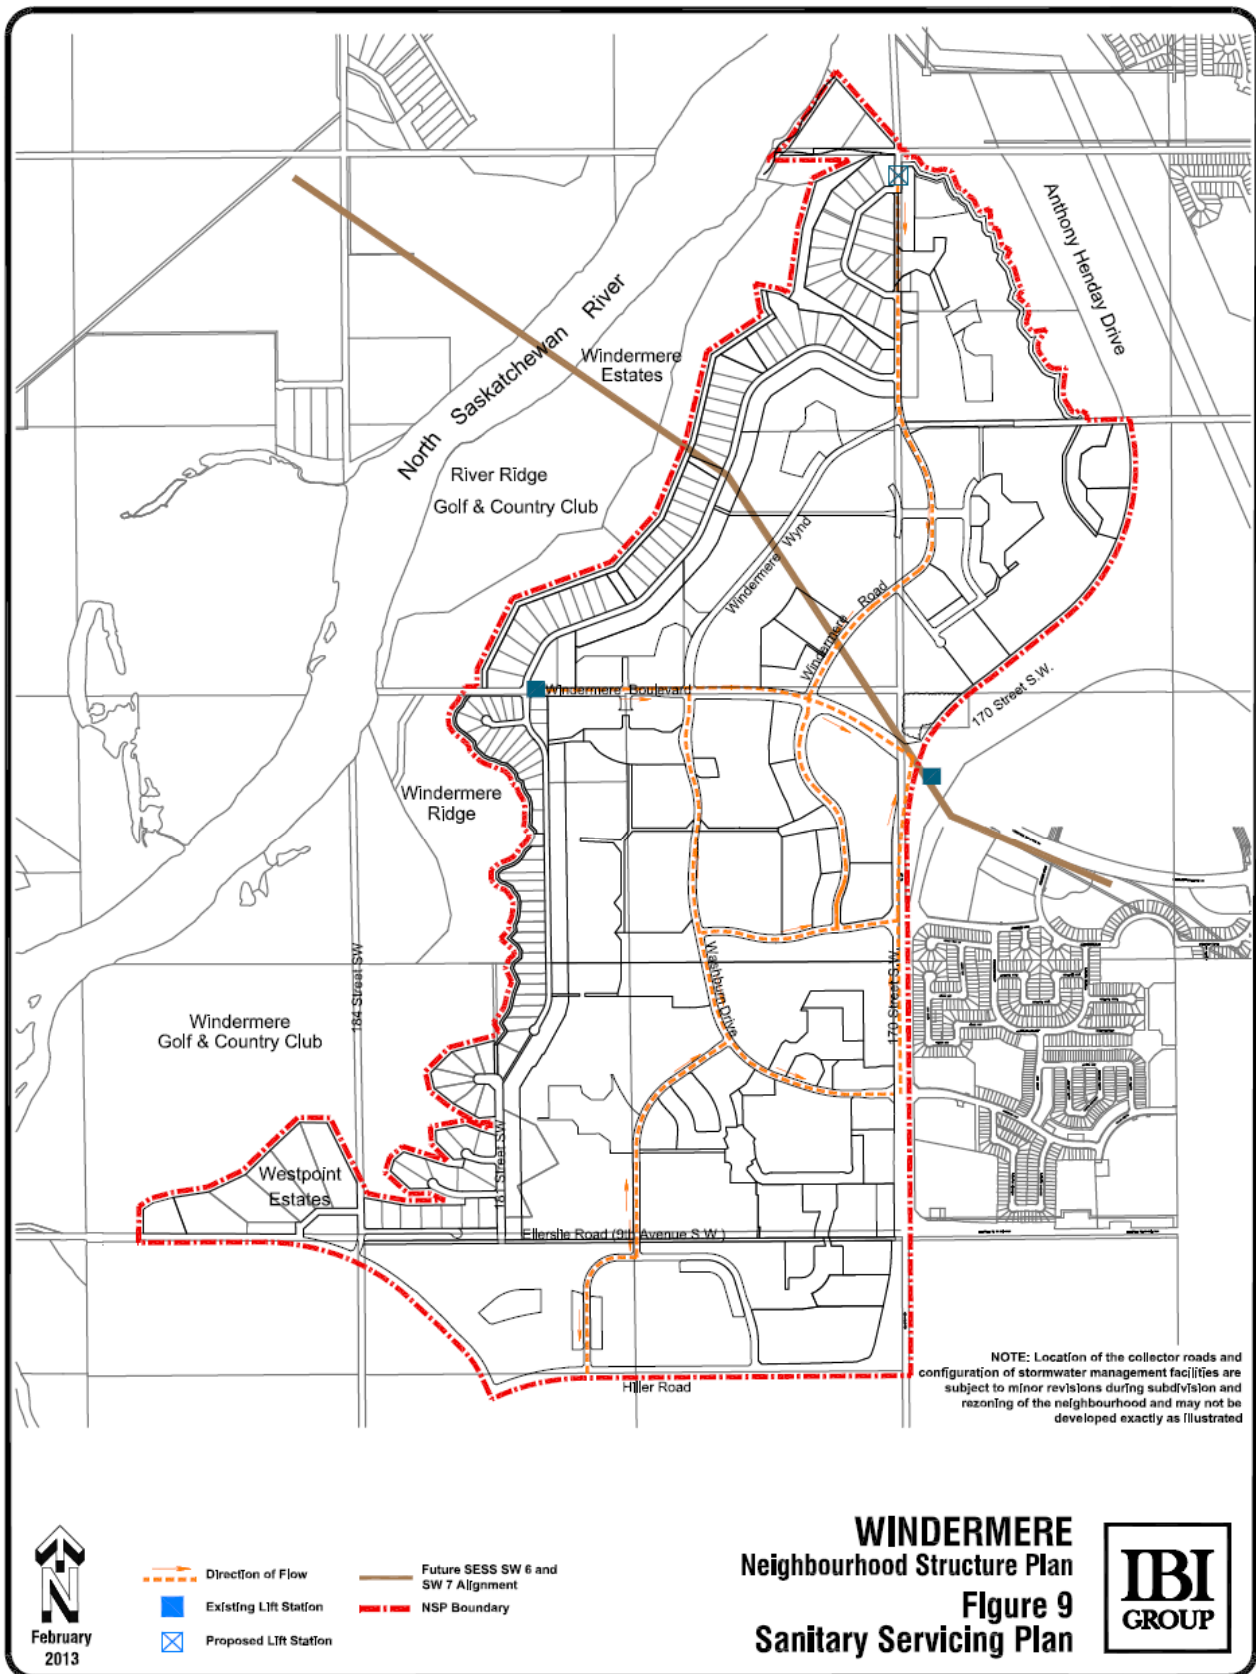 Anthony Henday Drive
North Saskatchewan River
Windermere
Estates
River Ridge
Golf & Country Club
Windermere Wynd
Windermere Road
Windermere Boulevard
170 Street S.W.
Windermere
Ridge
Washburn Drive
184 Street SW
170 Street S.W.
Windermere
Golf & Country Club
181 Street SW
Westpoint
Estates
Ellerslie Road (9th Avenue S.W.)
Hiller Road
NOTE: Location of the collector roads and
configuration of stormwater management facilities are
subject to minor revisions during subdivision and
rezoning of the neighbourhood and may not be
developed exactly as illustrated
N
February
2013
Direction of Flow
Existing Lift Station
Proposed Lift Station
Future SESS SW 6 and
SW 7 Alignment
NSP Boundary
WINDERMERE
Neighbourhood Structure Plan
Figure 9
Sanitary Servicing Plan
IBI
GROUP